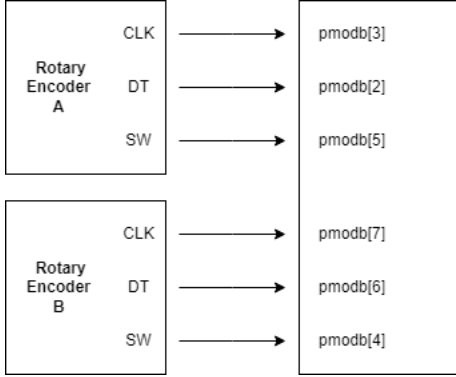 CLK
pmodb[3]
Rotary
Encoder
A
DT
pmodb[2]
SW
pmodb[5]
CLK
pmodb[7]
Rotary
Encoder
B
DT
pmodb[6]
SW
pmodb[4]